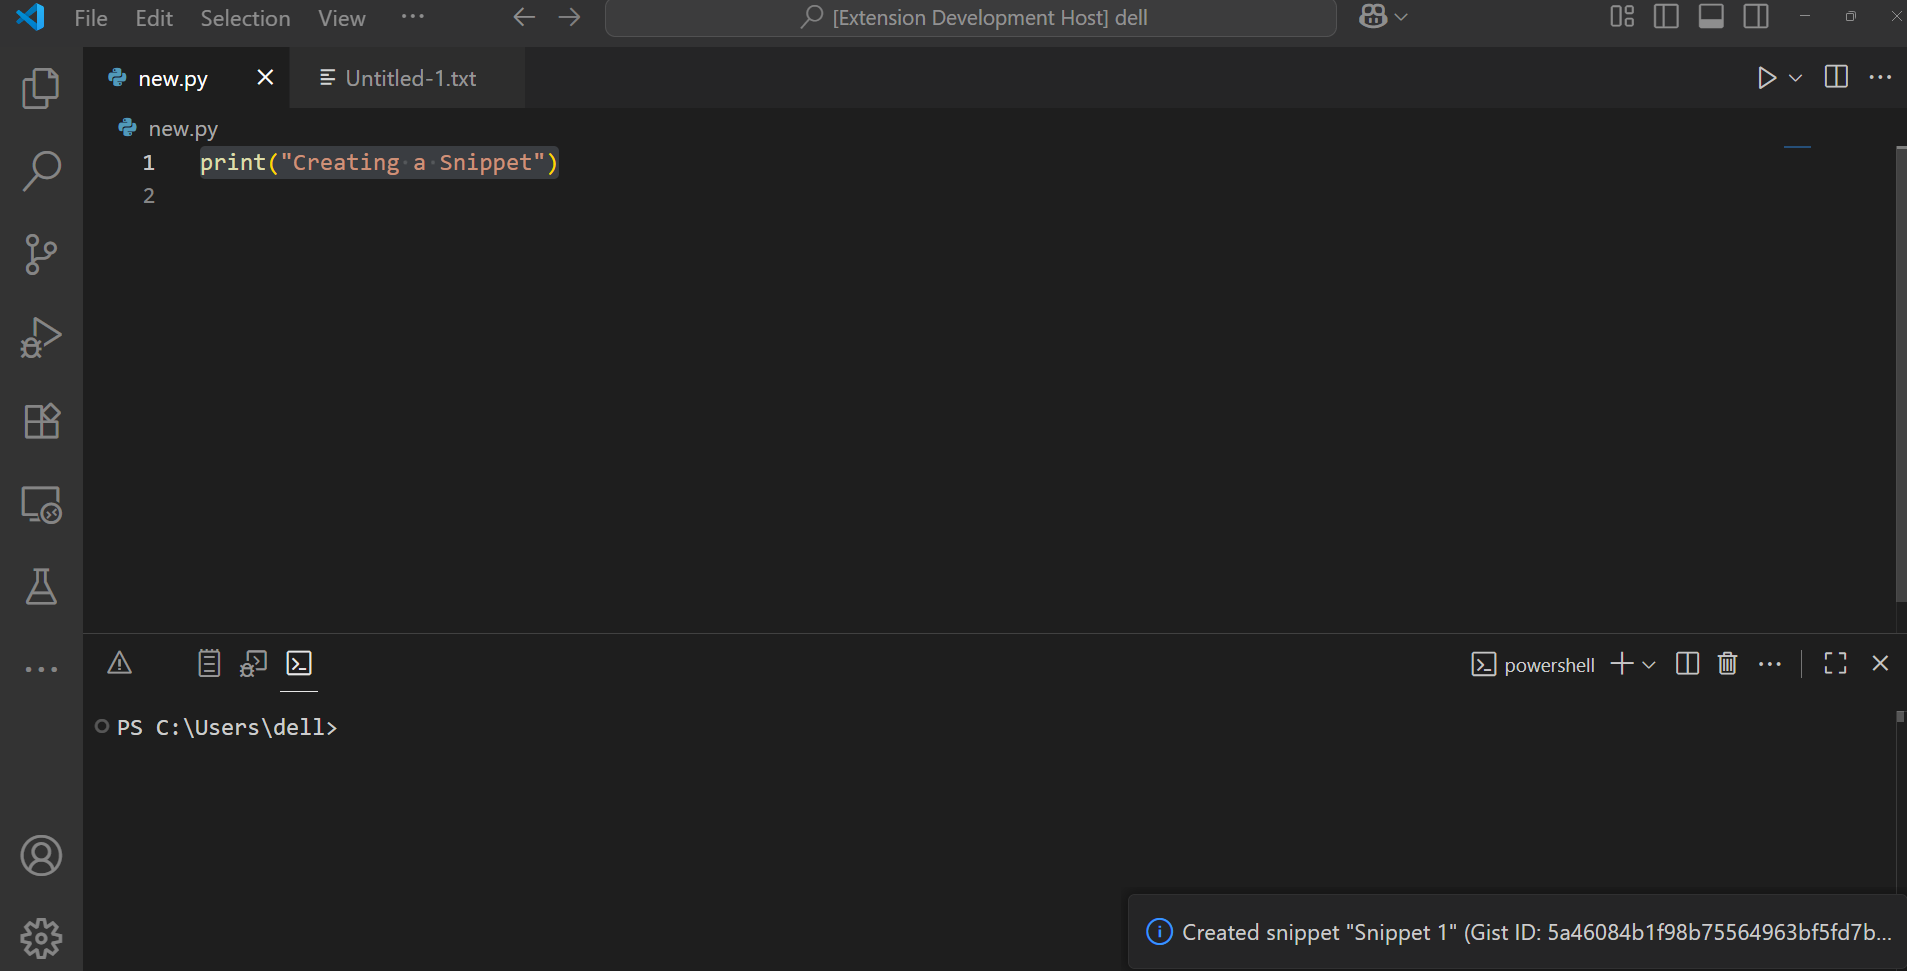 File Edit Selection View ··· [Extension Development Host] dell
new.py Untitled-1.txt
new.py
1 print("Creating a Snippet")
2
powershell
PS C:\Users\dell>
Created snippet "Snippet 1" (Gist ID: 5a46084b1f98b75564963bf5fd7b...